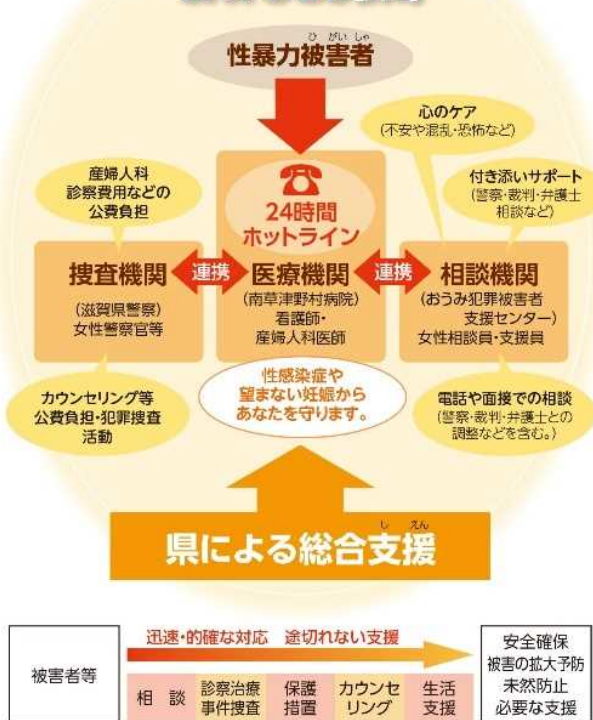 ひ がい しゃ
性暴力被害者
心のケア
(不安や混乱・恐怖など)
産婦人科
診察費用などの
公費負担
付き添いサポート
(警察・裁判・弁護士
相談など)
24時間
ホットライン
捜査機関
連携
医療機関
連携
相談機関
(滋賀県警察)
女性警察官等
(南草津野村病院)
看護師・
産婦人科医師
(おうみ犯罪被害者
支援センター)
女性相談員・支援員
性感染症や
望まない妊娠から
あなたを守ります。
カウンセリング等
公費負担・犯罪捜査
活動
電話や面接での相談
(警察・裁判・弁護士との
調整などを含む。)
し えん
県による総合支援
被害者等
迅速・的確な対応 途切れない支援
相 談
診察治療
事件捜査
保護
措置
カウンセ
リング
生活
支援
安全確保
被害の拡大予防
未然防止
必要な支援